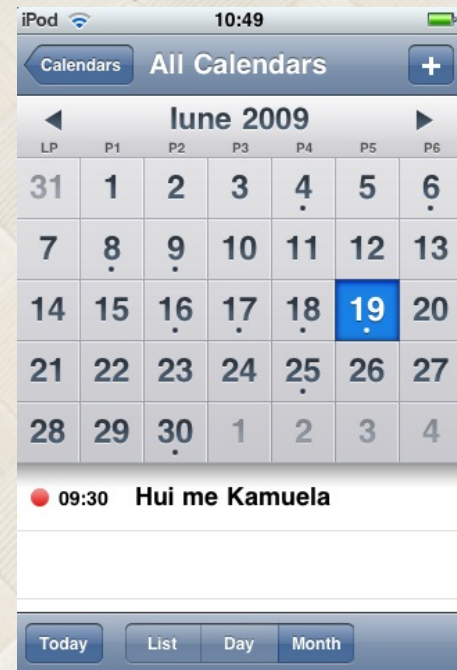 iPod 10:49
Calendars All Calendars +
Iune 2009
LP P1 P2 P3 P4 P5 P6
31 1 2 3 4 5 6
7 8 9 10 11 12 13
14 15 16 17 18 19 20
21 22 23 24 25 26 27
28 29 30 1 2 3 4
09:30 Hui me Kamuela
Today List Day Month